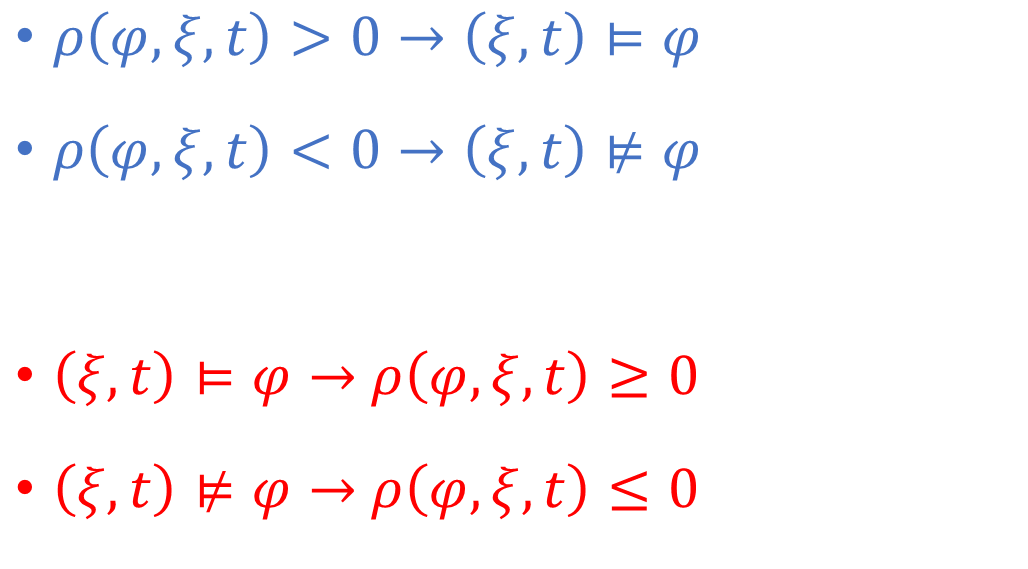 • 𝜌(𝜑, 𝜉, 𝑡) > 0 → (𝜉, 𝑡) ⊨ 𝜑
• 𝜌(𝜑, 𝜉, 𝑡) < 0 → (𝜉, 𝑡) ⊭ 𝜑
• (𝜉, 𝑡) ⊨ 𝜑 → 𝜌(𝜑, 𝜉, 𝑡) ≥ 0
• (𝜉, 𝑡) ⊭ 𝜑 → 𝜌(𝜑, 𝜉, 𝑡) ≤ 0